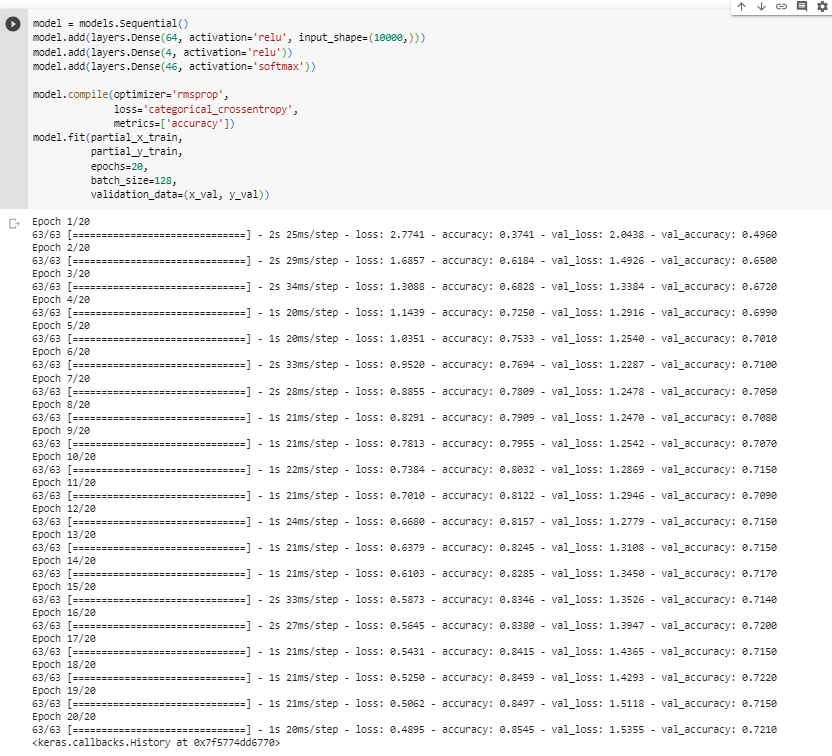 model = models.Sequential()
model.add(layers.Dense(64, activation='relu', input_shape=(10000,)))
model.add(layers.Dense(4, activation='relu'))
model.add(layers.Dense(46, activation='softmax'))
model.compile(optimizer='rmsprop',
              loss='categorical_crossentropy',
              metrics=['accuracy'])
model.fit(partial_x_train,
          partial_y_train,
          epochs=20,
          batch_size=128,
          validation_data=(x_val, y_val))
Epoch 1/20
63/63 [==============================] - 2s 25ms/step - loss: 2.7741 - accuracy: 0.3741 - val_loss: 2.0438 - val_accuracy: 0.4960
Epoch 2/20
63/63 [==============================] - 2s 29ms/step - loss: 1.6857 - accuracy: 0.6184 - val_loss: 1.4926 - val_accuracy: 0.6500
Epoch 3/20
63/63 [==============================] - 2s 34ms/step - loss: 1.3088 - accuracy: 0.6828 - val_loss: 1.3384 - val_accuracy: 0.6720
Epoch 4/20
63/63 [==============================] - 1s 20ms/step - loss: 1.1439 - accuracy: 0.7250 - val_loss: 1.2916 - val_accuracy: 0.6990
Epoch 5/20
63/63 [==============================] - 1s 20ms/step - loss: 1.0351 - accuracy: 0.7533 - val_loss: 1.2540 - val_accuracy: 0.7010
Epoch 6/20
63/63 [==============================] - 2s 33ms/step - loss: 0.9520 - accuracy: 0.7694 - val_loss: 1.2287 - val_accuracy: 0.7100
Epoch 7/20
63/63 [==============================] - 2s 28ms/step - loss: 0.8855 - accuracy: 0.7809 - val_loss: 1.2478 - val_accuracy: 0.7050
Epoch 8/20
63/63 [==============================] - 1s 21ms/step - loss: 0.8291 - accuracy: 0.7909 - val_loss: 1.2470 - val_accuracy: 0.7080
Epoch 9/20
63/63 [==============================] - 1s 21ms/step - loss: 0.7813 - accuracy: 0.7955 - val_loss: 1.2542 - val_accuracy: 0.7070
Epoch 10/20
63/63 [==============================] - 1s 22ms/step - loss: 0.7384 - accuracy: 0.8032 - val_loss: 1.2869 - val_accuracy: 0.7150
Epoch 11/20
63/63 [==============================] - 1s 21ms/step - loss: 0.7010 - accuracy: 0.8122 - val_loss: 1.2946 - val_accuracy: 0.7090
Epoch 12/20
63/63 [==============================] - 1s 24ms/step - loss: 0.6680 - accuracy: 0.8157 - val_loss: 1.2779 - val_accuracy: 0.7150
Epoch 13/20
63/63 [==============================] - 1s 21ms/step - loss: 0.6379 - accuracy: 0.8245 - val_loss: 1.3108 - val_accuracy: 0.7150
Epoch 14/20
63/63 [==============================] - 1s 21ms/step - loss: 0.6103 - accuracy: 0.8285 - val_loss: 1.3450 - val_accuracy: 0.7170
Epoch 15/20
63/63 [==============================] - 2s 33ms/step - loss: 0.5873 - accuracy: 0.8346 - val_loss: 1.3526 - val_accuracy: 0.7140
Epoch 16/20
63/63 [==============================] - 2s 27ms/step - loss: 0.5645 - accuracy: 0.8380 - val_loss: 1.3947 - val_accuracy: 0.7200
Epoch 17/20
63/63 [==============================] - 1s 21ms/step - loss: 0.5431 - accuracy: 0.8415 - val_loss: 1.4365 - val_accuracy: 0.7150
Epoch 18/20
63/63 [==============================] - 1s 21ms/step - loss: 0.5250 - accuracy: 0.8459 - val_loss: 1.4293 - val_accuracy: 0.7220
Epoch 19/20
63/63 [==============================] - 1s 21ms/step - loss: 0.5062 - accuracy: 0.8497 - val_loss: 1.5118 - val_accuracy: 0.7150
Epoch 20/20
63/63 [==============================] - 1s 20ms/step - loss: 0.4895 - accuracy: 0.8545 - val_loss: 1.5355 - val_accuracy: 0.7210
<keras.callbacks.History at 0x7f5774dd6770>